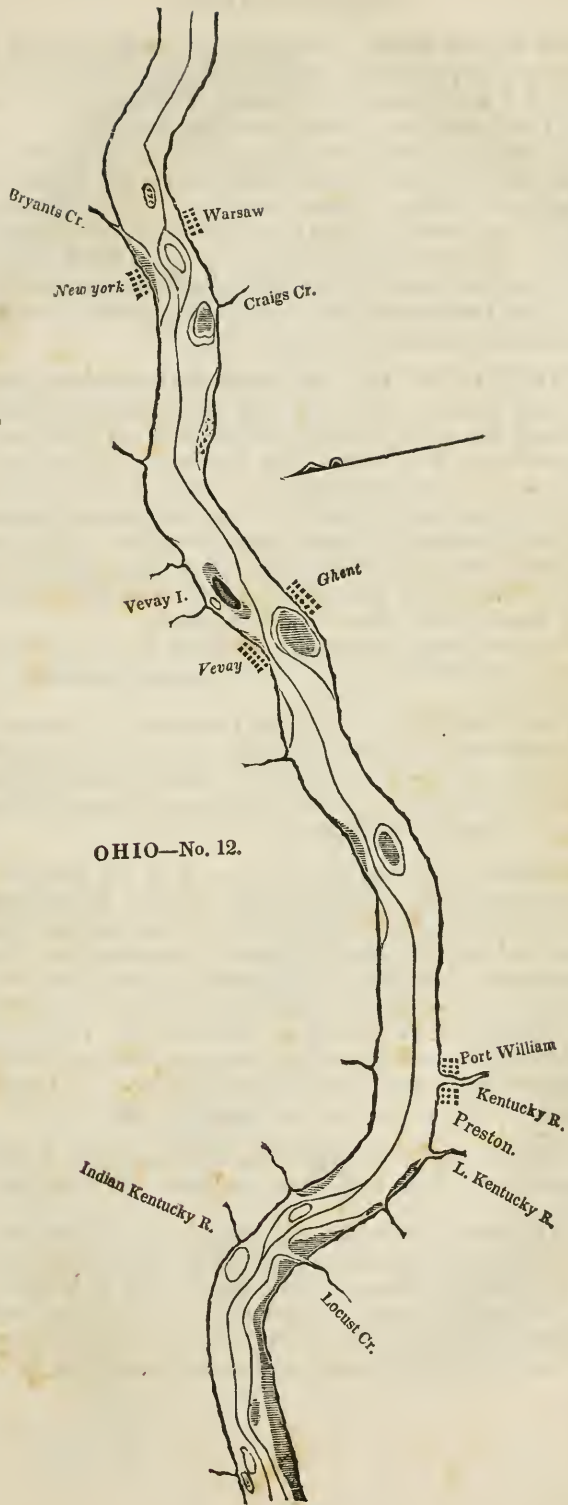 Bryants Cr.
Warsaw
New york
Craigs Cr.
Ghent
Vevay I.
Vevay
OHIO—No. 12.
Port William
Kentucky R.
Preston.
L. Kentucky R.
Indian Kentucky R.
Locust Cr.